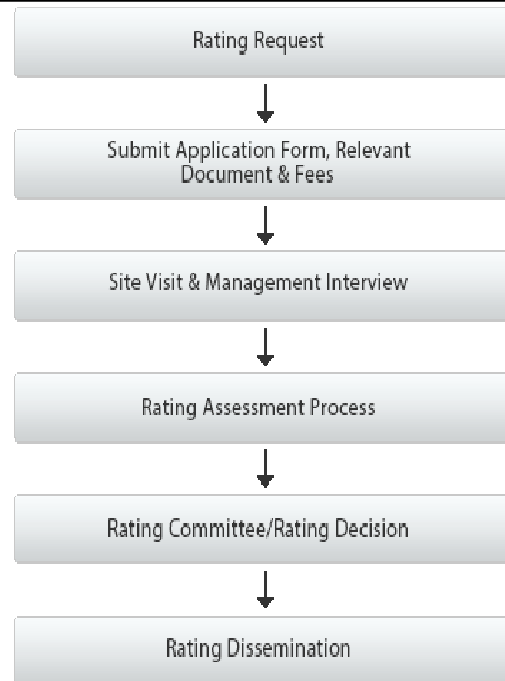 Rating Request
Submit Application Form, Relevant
Document & Fees
Site Visit & Management Interview
Rating Assessment Process
Rating Committee/Rating Decision
Rating Dissemination